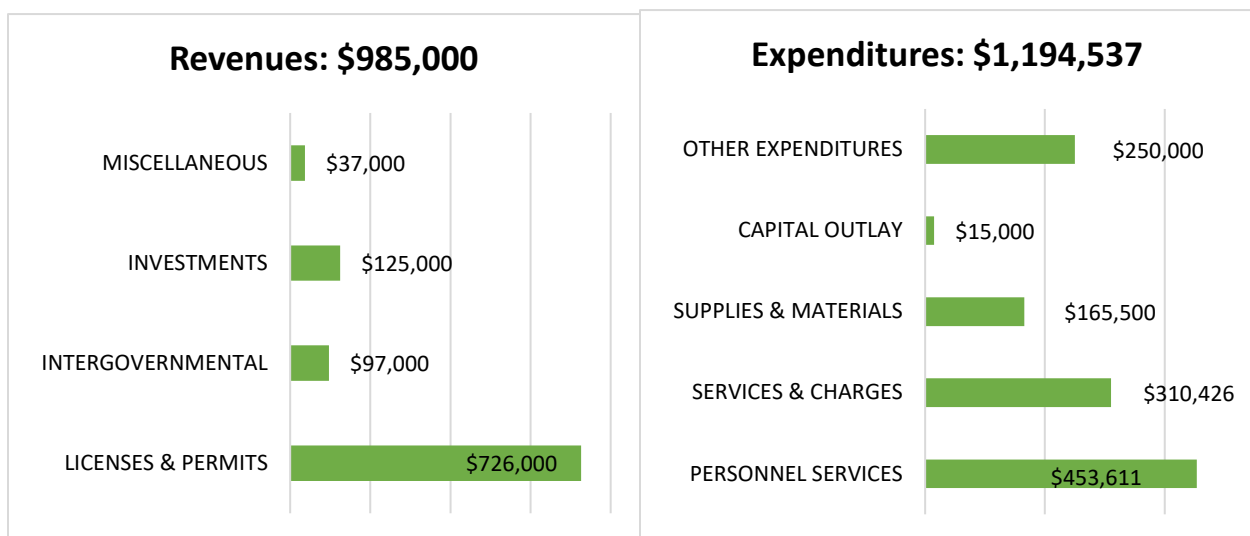 Revenues: $985,000
MISCELLANEOUS $37,000
INVESTMENTS $125,000
INTERGOVERNMENTAL $97,000
LICENSES & PERMITS $726,000
Expenditures: $1,194,537
OTHER EXPENDITURES $250,000
CAPITAL OUTLAY $15,000
SUPPLIES & MATERIALS $165,500
SERVICES & CHARGES $310,426
PERSONNEL SERVICES $453,611